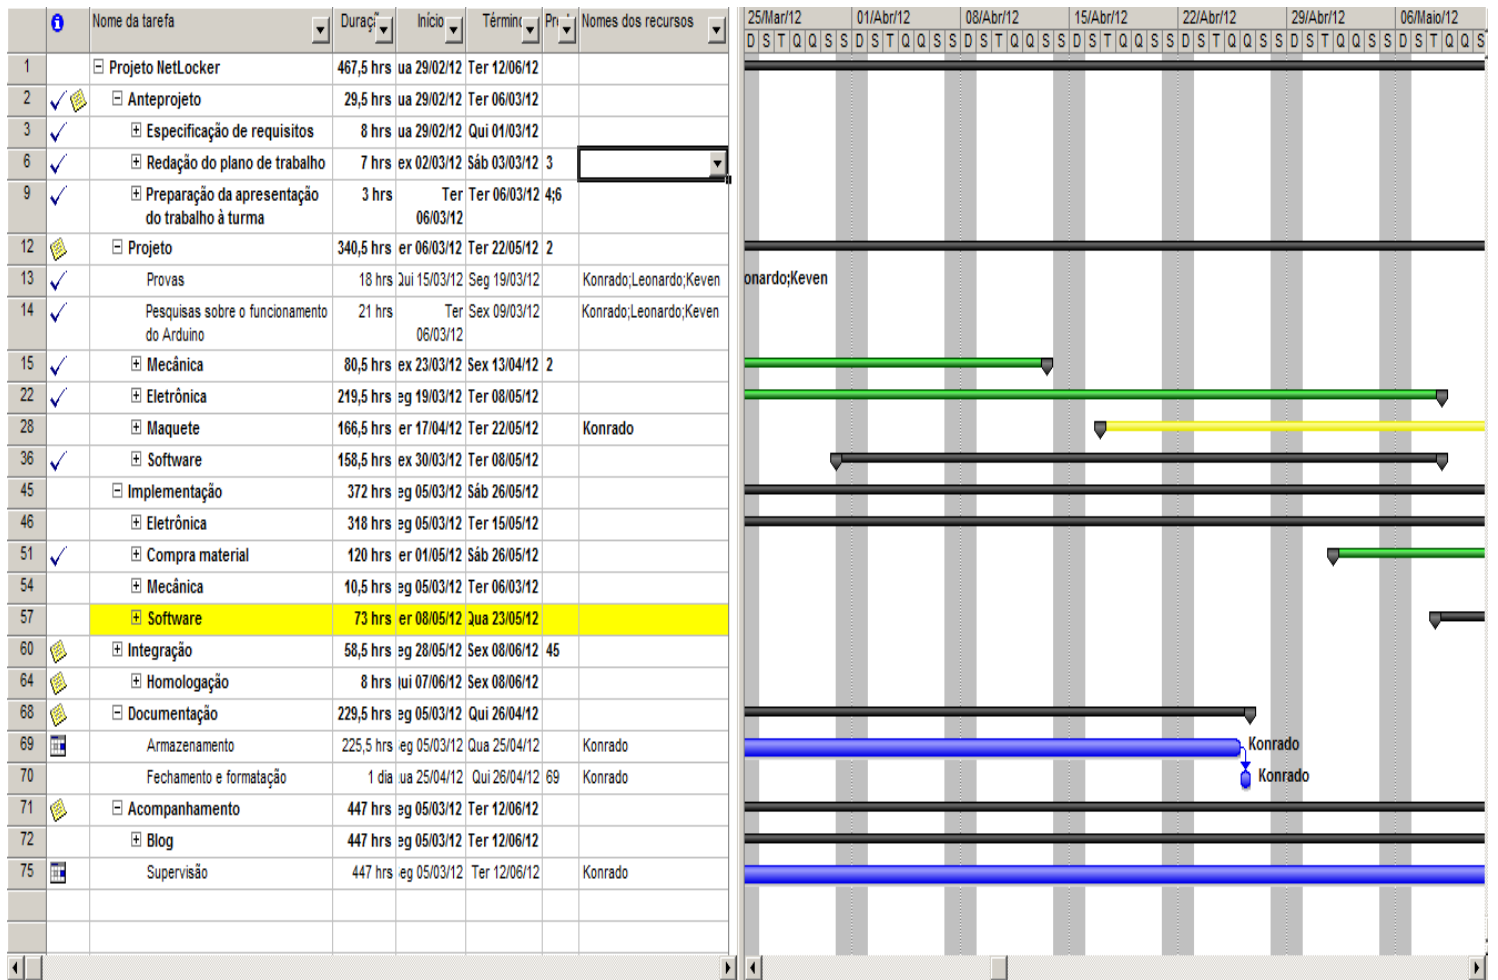 Nome da tarefa Duraçã Início Términc Pre Nomes dos recursos
25/Mar/12 01/Abr/12 08/Abr/12 15/Abr/12 22/Abr/12 29/Abr/12 06/Maio/12
D S T Q Q S S D S T Q Q S S D S T Q Q S S D S T Q Q S S D S T Q Q S S D S T Q Q S S D S T Q Q S
1 Projeto NetLocker 467,5 hrs ua 29/02/12 Ter 12/06/12
2 Anteprojeto 29,5 hrs ua 29/02/12 Ter 06/03/12
3 Especificação de requisitos 8 hrs ua 29/02/12 Qui 01/03/12
6 Redação do plano de trabalho 7 hrs ex 02/03/12 Sáb 03/03/12 3
9 Preparação da apresentação 3 hrs Ter Ter 06/03/12 4;6
do trabalho à turma 06/03/12
12 Projeto 340,5 hrs er 06/03/12 Ter 22/05/12 2
13 Provas 18 hrs Qui 15/03/12 Seg 19/03/12 Konrado;Leonardo;Keven onardo;Keven
14 Pesquisas sobre o funcionamento 21 hrs Ter Sex 09/03/12 Konrado;Leonardo;Keven
do Arduino 06/03/12
15 Mecânica 80,5 hrs ex 23/03/12 Sex 13/04/12 2
22 Eletrônica 219,5 hrs eg 19/03/12 Ter 08/05/12
28 Maquete 166,5 hrs er 17/04/12 Ter 22/05/12 Konrado
36 Software 158,5 hrs ex 30/03/12 Ter 08/05/12
45 Implementação 372 hrs eg 05/03/12 Sáb 26/05/12
46 Eletrônica 318 hrs eg 05/03/12 Ter 15/05/12
51 Compra material 120 hrs er 01/05/12 Sáb 26/05/12
54 Mecânica 10,5 hrs eg 05/03/12 Ter 06/03/12
57 Software 73 hrs er 08/05/12 Qua 23/05/12
60 Integração 58,5 hrs eg 28/05/12 Sex 08/06/12 45
64 Homologação 8 hrs ui 07/06/12 Sex 08/06/12
68 Documentação 229,5 hrs eg 05/03/12 Qui 26/04/12
69 Armazenamento 225,5 hrs eg 05/03/12 Qua 25/04/12 Konrado Konrado
70 Fechamento e formatação 1 dia ua 25/04/12 Qui 26/04/12 69 Konrado Konrado
71 Acompanhamento 447 hrs eg 05/03/12 Ter 12/06/12
72 Blog 447 hrs eg 05/03/12 Ter 12/06/12
75 Supervisão 447 hrs eg 05/03/12 Ter 12/06/12 Konrado